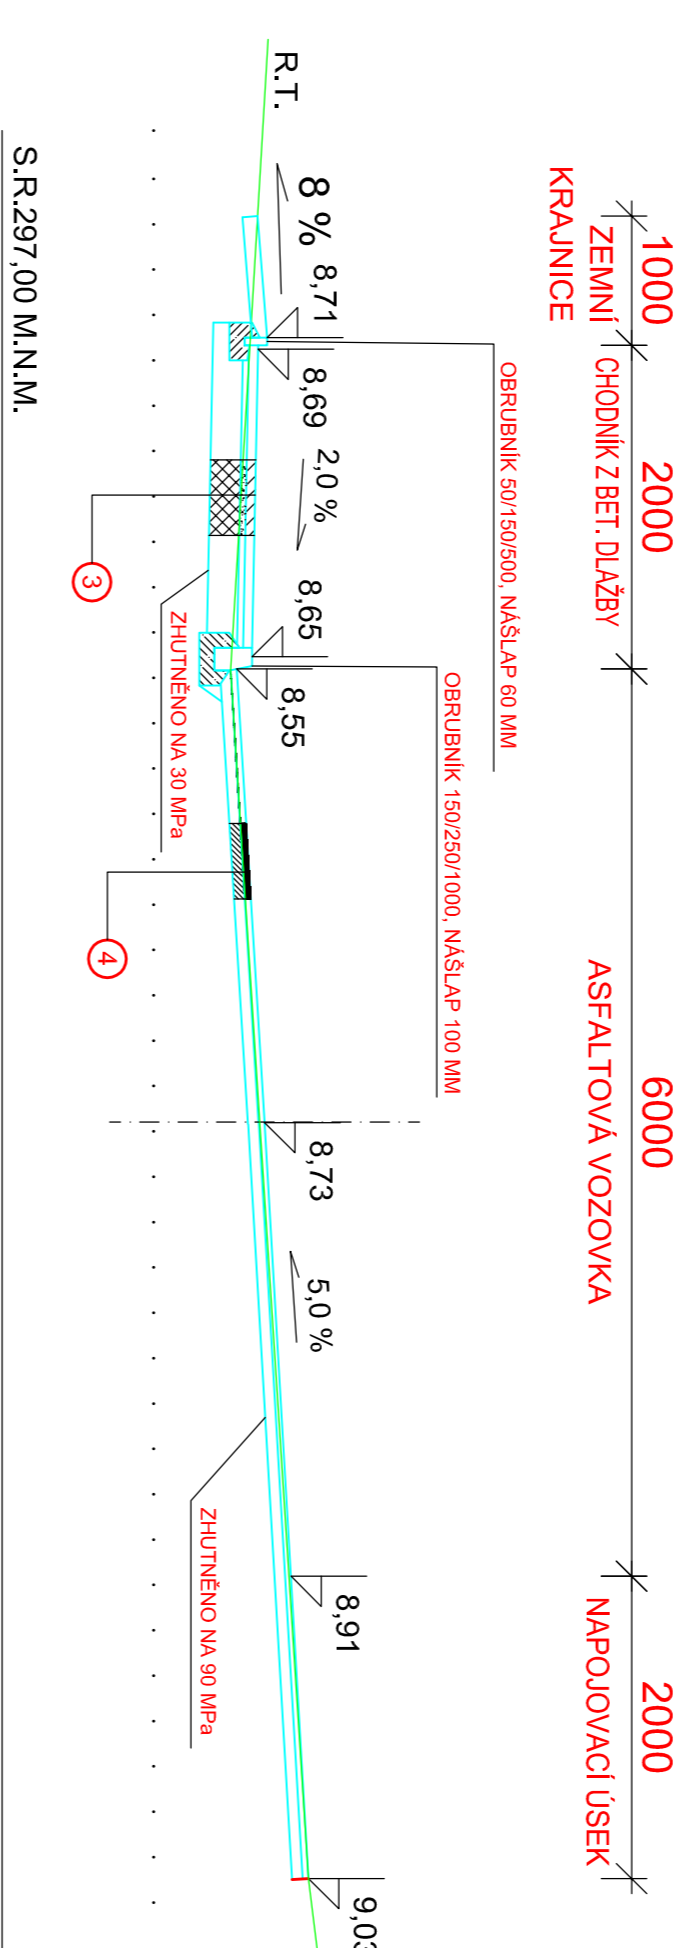 1000
2000
6000
2000
ZEMNÍ
KRAJNICE
CHODNÍK Z BET. DLAŽBY
ASFALTOVÁ VOZOVKA
NAPOJOVACÍ ÚSEK
OBRUBNÍK 50/150/500, NÁŠLAP 60 MM
OBRUBNÍK 150/250/1000, NÁŠLAP 100 MM
R.T.
8 %
8,71
8,69
2,0 %
8,65
8,55
8,73
5,0 %
8,91
9,03
3
ZHUTNĚNO NA 30 MPa
4
ZHUTNĚNO NA 90 MPa
S.R.297,00 M.N.M.